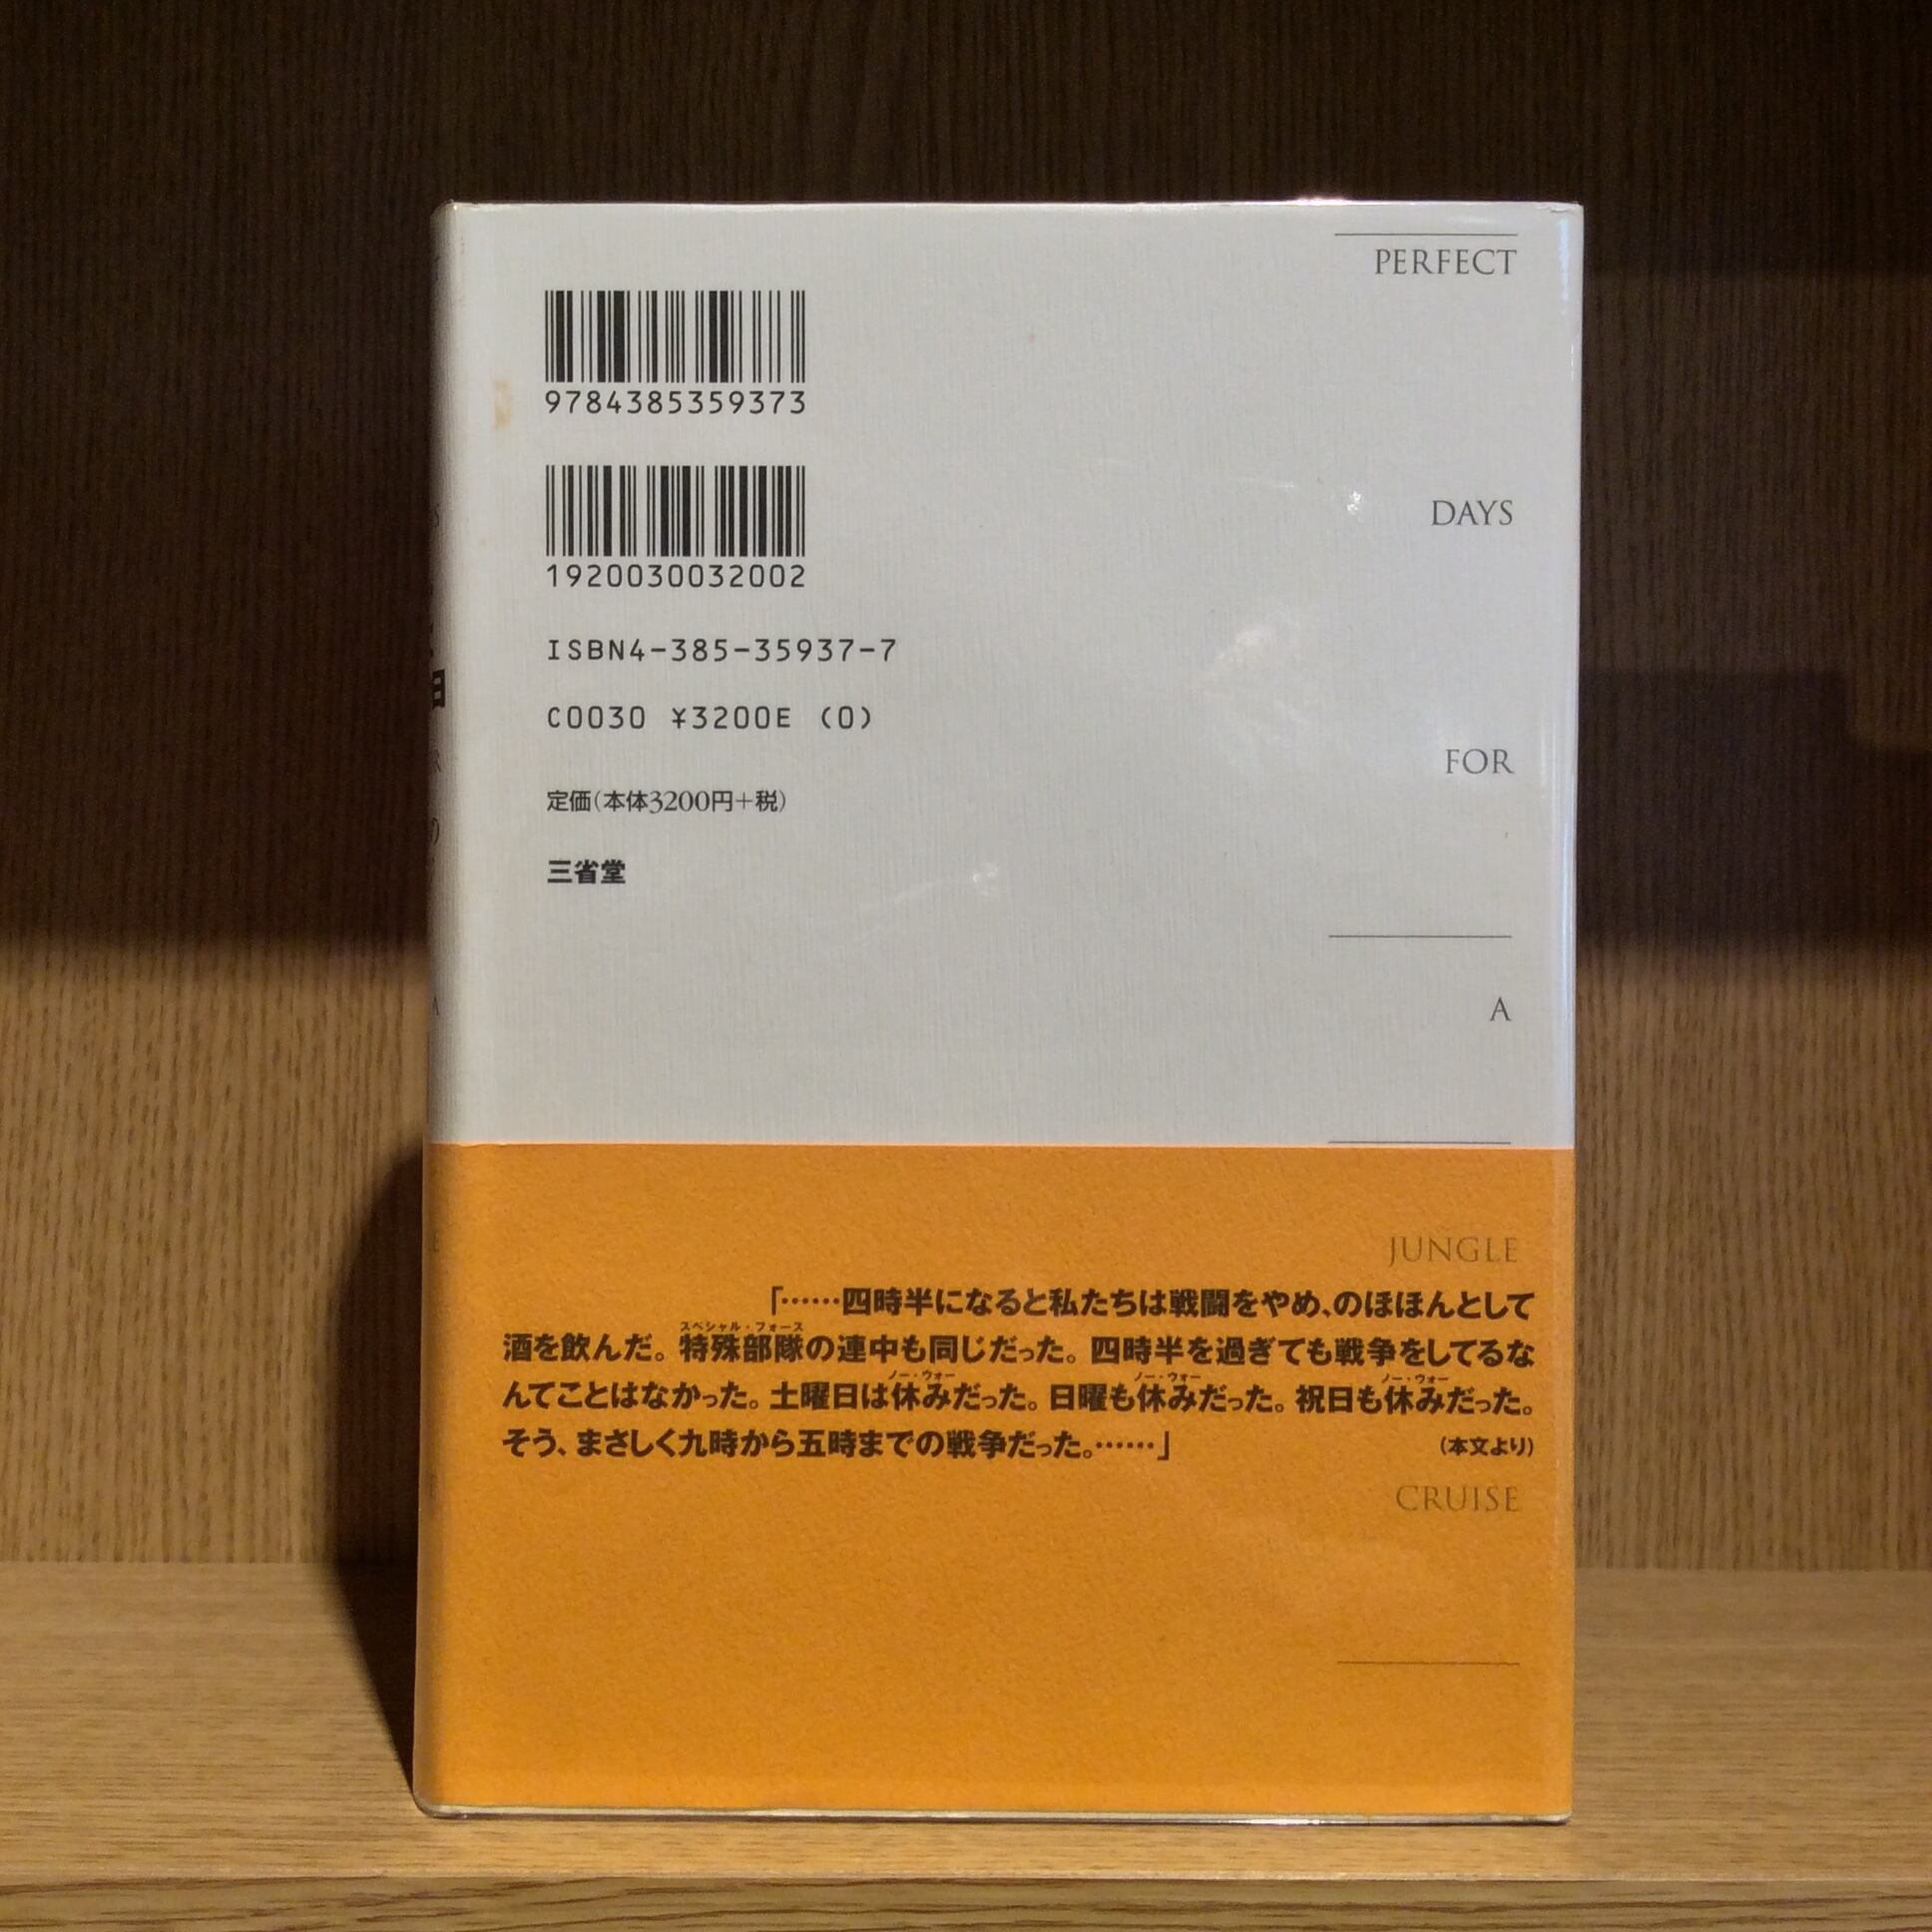 PERFECT
9784385359373
DAYS
1920030032002
ISBN4-385-35937-7
C0030 ¥3200E (0)
FOR
定価(本体3200円+税)
三省堂
A
JUNGLE
「……四時半になると私たちは戦闘をやめ、のほほんとして
スペシャル・フォース
酒を飲んだ。特殊部隊の連中も同じだった。四時半を過ぎても戦争をしてるな
ノー・ウォー ノー・ウォー ノー・ウォー
んてことはなかった。土曜日は休みだった。日曜も休みだった。祝日も休みだった。
そう、まさしく九時から五時までの戦争だった。……」 (本文より)
CRUISE